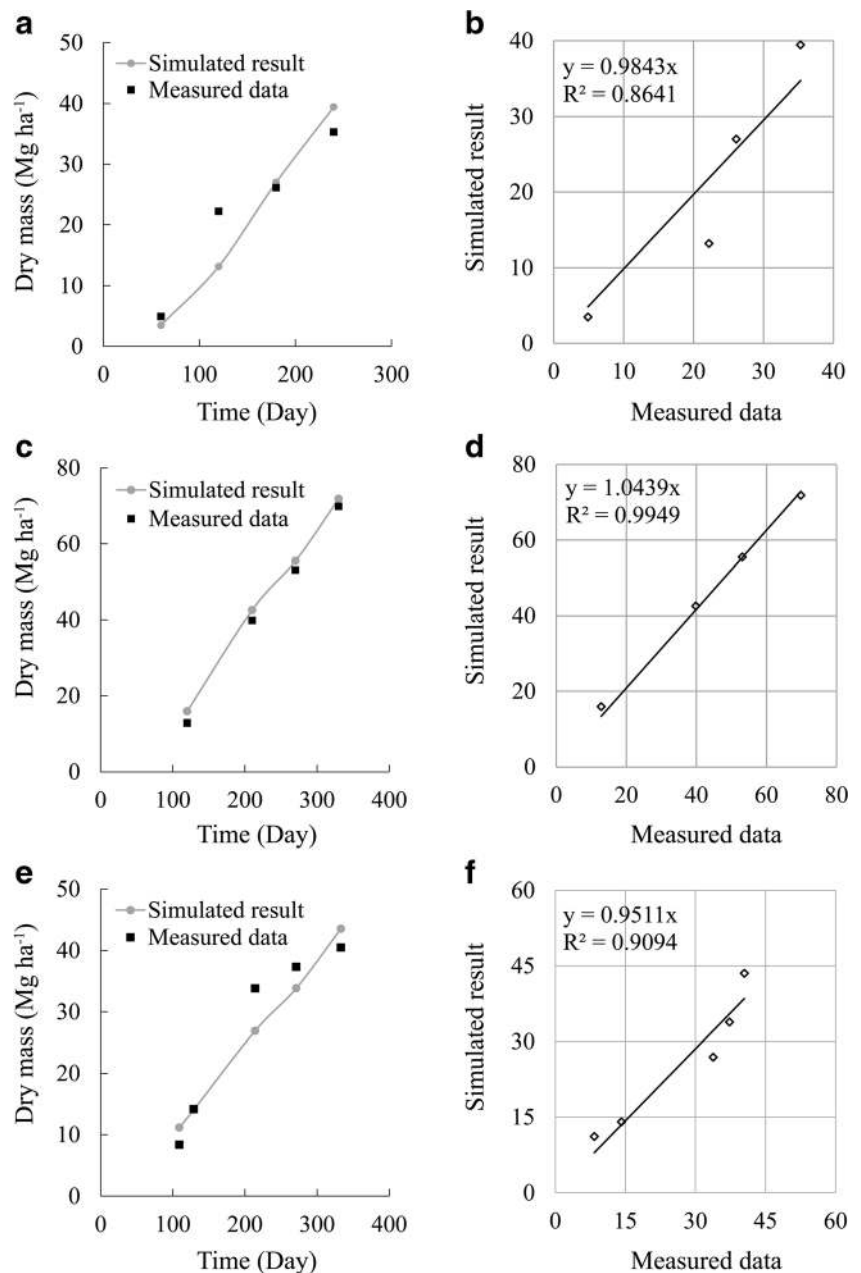 a
50
40
30
20
10
0
0 100 200 300
Dry mass (Mg ha⁻¹)
Time (Day)
Simulated result
Measured data
b
y = 0.9843x
R² = 0.8641
40
30
20
10
0
0 10 20 30 40
Simulated result
Measured data
c
80
60
40
20
0
0 100 200 300 400
Dry mass (Mg ha⁻¹)
Time (Day)
Simulated result
Measured data
d
y = 1.0439x
R² = 0.9949
80
60
40
20
0
0 20 40 60 80
Simulated result
Measured data
e
50
40
30
20
10
0
0 100 200 300 400
Dry mass (Mg ha⁻¹)
Time (Day)
Simulated result
Measured data
f
y = 0.9511x
R² = 0.9094
60
45
30
15
0
0 15 30 45 60
Simulated result
Measured data